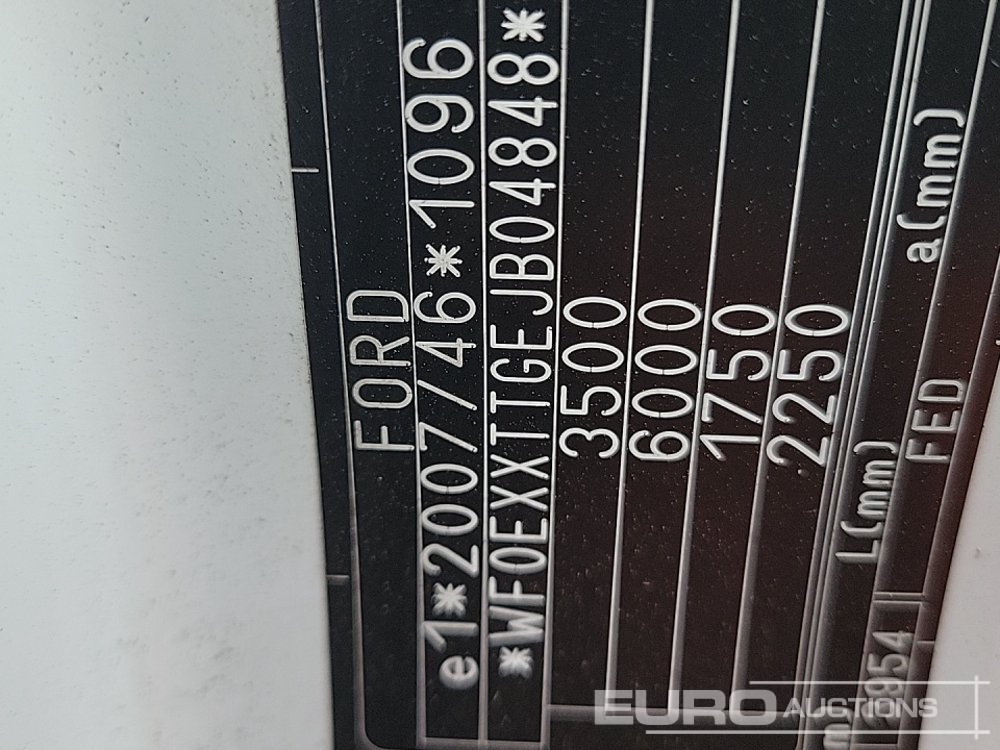 FORD
e1*2007/46*1096
*WF0EXXTTGEJB04848*
3500
6000
1750
2250
L(mm) a(mm)
FED
EURO AUCTIONS